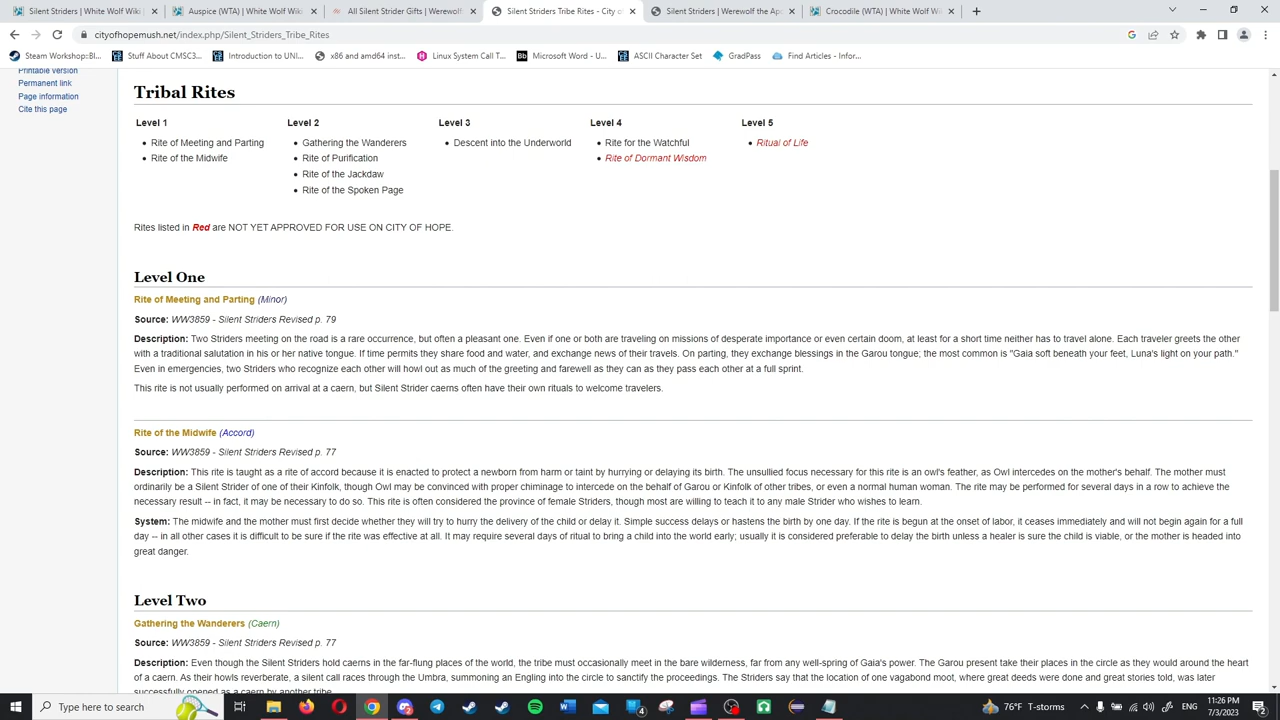 Silent Striders | White Wolf Wiki
Auspice (WTA) | White Wolf Wiki
All Silent Strider Gifts | Werewolf
Silent Striders Tribe Rites - City o
Silent Striders | Werewolf the Apo
Crocodile (WTA) | White Wolf Wi
cityofhopemush.net/index.php/Silent_Striders_Tribe_Rites
Steam Workshop::Bl...
Stuff About CMSC3...
Introduction to UNI...
x86 and amd64 inst...
Linux System Call T...
Microsoft Word - U...
ASCII Character Set
GradPass
Find Articles - Infor...
Printable version
Permanent link
Page information
Cite this page
Tribal Rites
Level 1
Rite of Meeting and Parting
Rite of the Midwife
Level 2
Gathering the Wanderers
Rite of Purification
Rite of the Jackdaw
Rite of the Spoken Page
Level 3
Descent into the Underworld
Level 4
Rite for the Watchful
Rite of Dormant Wisdom
Level 5
Ritual of Life
Rites listed in Red are NOT YET APPROVED FOR USE ON CITY OF HOPE.
Level One
Rite of Meeting and Parting (Minor)
Source: WW3859 - Silent Striders Revised p. 79
Description: Two Striders meeting on the road is a rare occurrence, but often a pleasant one. Even if one or both are traveling on missions of desperate importance or even certain doom, at least for a short time neither has to travel alone. Each traveler greets the other
with a traditional salutation in his or her native tongue. If time permits they share food and water, and exchange news of their travels. On parting, they exchange blessings in the Garou tongue; the most common is "Gaia soft beneath your feet, Luna's light on your path."
Even in emergencies, two Striders who recognize each other will howl out as much of the greeting and farewell as they can as they pass each other at a full sprint.
This rite is not usually performed on arrival at a caern, but Silent Strider caerns often have their own rituals to welcome travelers.
Rite of the Midwife (Accord)
Source: WW3859 - Silent Striders Revised p. 77
Description: This rite is taught as a rite of accord because it is enacted to protect a newborn from harm or taint by hurrying or delaying its birth. The unsullied focus necessary for this rite is an owl's feather, as Owl intercedes on the mother's behalf. The mother must
ordinarily be a Silent Strider of one of their Kinfolk, though Owl may be convinced with proper chiminage to intercede on the behalf of Garou or Kinfolk of other tribes, or even a normal human woman. The rite may be performed for several days in a row to achieve the
necessary result -- in fact, it may be necessary to do so. This rite is often considered the province of female Striders, though most are willing to teach it to any male Strider who wishes to learn.
System: The midwife and the mother must first decide whether they will try to hurry the delivery of the child or delay it. Simple success delays or hastens the birth by one day. If the rite is begun at the onset of labor, it ceases immediately and will not begin again for a full
day -- in all other cases it is difficult to be sure if the rite was effective at all. It may require several days of ritual to bring a child into the world early; usually it is considered preferable to delay the birth unless a healer is sure the child is viable, or the mother is headed into
great danger.
Level Two
Gathering the Wanderers (Caern)
Source: WW3859 - Silent Striders Revised p. 77
Description: Even though the Silent Striders hold caerns in the far-flung places of the world, the tribe must occasionally meet in the bare wilderness, far from any well-spring of Gaia's power. The Garou present take their places in the circle as they would around the heart
of a caern. As their howls reverberate, a silent call races through the Umbra, summoning an Engling into the circle to sanctify the proceedings. The Striders say that the location of one vagabond moot, where great deeds were done and great stories told, was later
successfully opened as a caern by another tribe.
Type here to search
76°F T-storms
11:26 PM
7/3/2023